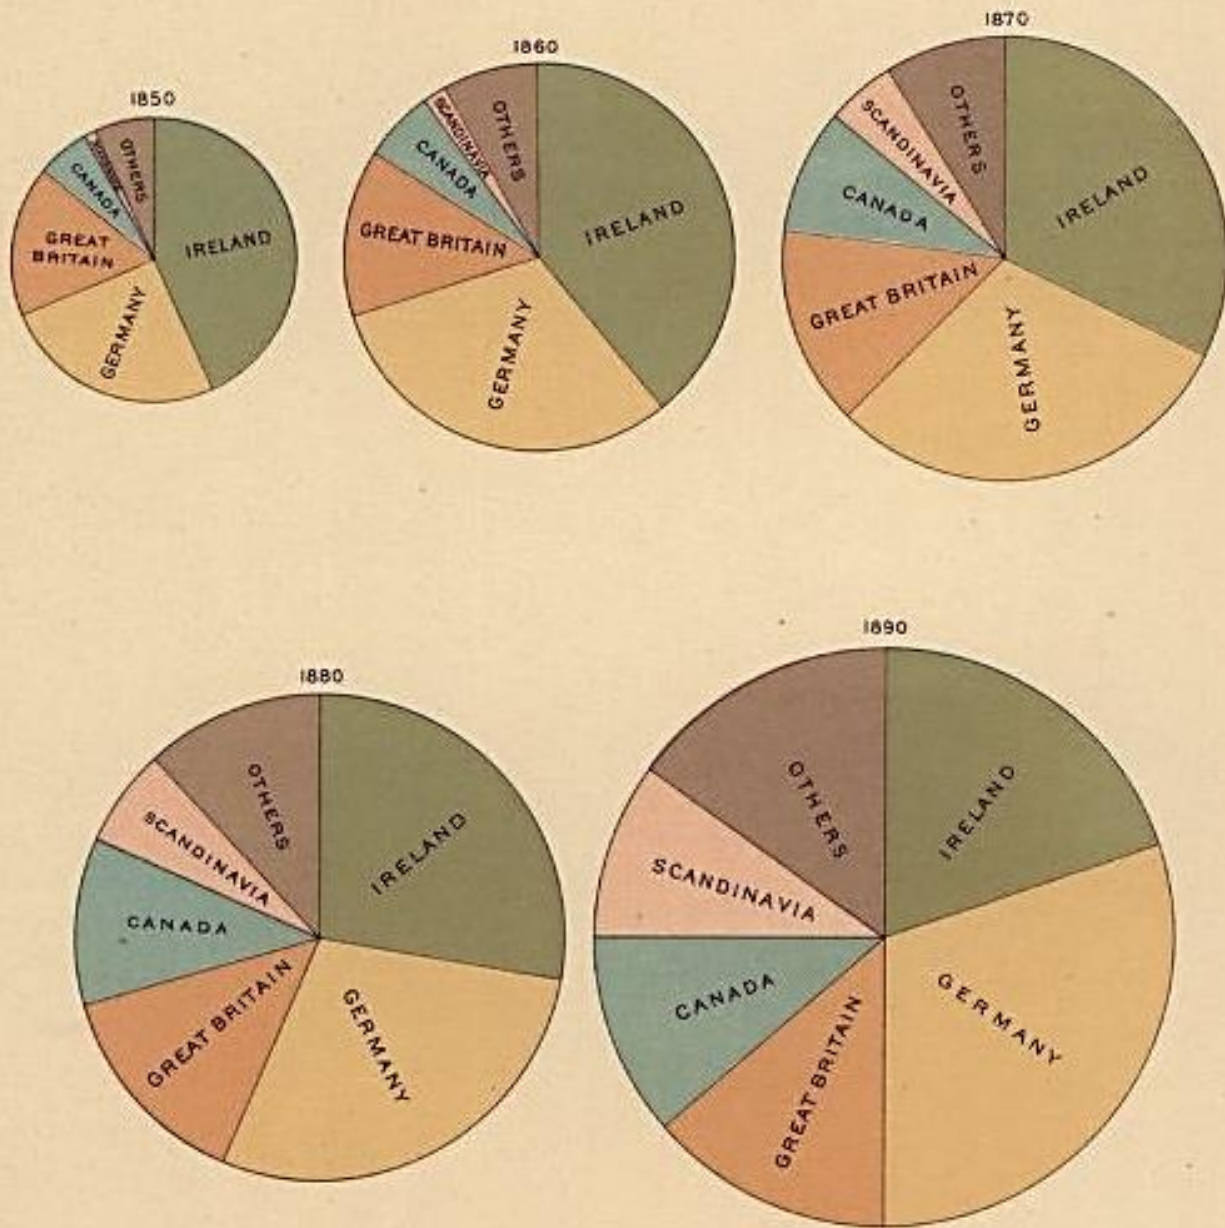 1850
IRELAND
GERMANY
GREAT
BRITAIN
CANADA
OTHERS
1860
IRELAND
GERMANY
GREAT BRITAIN
CANADA
SCANDINAVIA
OTHERS
1870
IRELAND
GERMANY
GREAT BRITAIN
CANADA
SCANDINAVIA
OTHERS
1880
IRELAND
GERMANY
GREAT BRITAIN
CANADA
SCANDINAVIA
OTHERS
1890
IRELAND
GERMANY
GREAT BRITAIN
CANADA
SCANDINAVIA
OTHERS